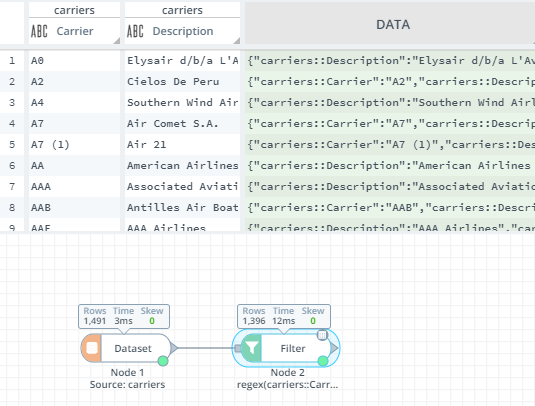 carriers carriers
ABC Carrier ABC Description DATA
1 A0 Elysair d/b/a L'A {"carriers::Description":"Elysair d/b/a L'Av
2 A2 Cielos De Peru {"carriers::Carrier":"A2","carriers::Descrip
3 A4 Southern Wind Air {"carriers::Description":"Southern Wind Airl
4 A7 Air Comet S.A. {"carriers::Carrier":"A7","carriers::Descrip
5 A7 (1) Air 21 {"carriers::Carrier":"A7 (1)","carriers::Des
6 AA American Airlines {"carriers::Description":"American Airlines
7 AAA Associated Aviati {"carriers::Description":"Associated Aviatio
8 AAB Antilles Air Boat {"carriers::Carrier":"AAB","carriers::Descri
9 AAE AAA Airlines {"carriers::Description":"AAA Airlines","car
Rows Time Skew Rows Time Skew
1,491 3ms 0 1,396 12ms 0
Dataset Filter
Node 1 Node 2
Source: carriers regex(carriers::Carr...